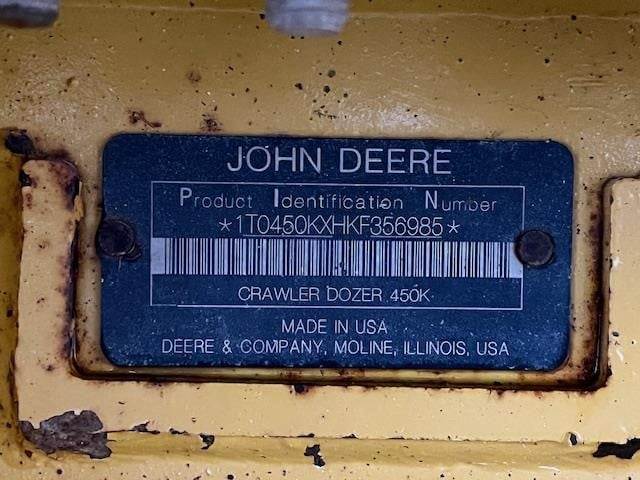 JOHN DEERE
Product Identification Number
*1T0450KXHKF356985*
CRAWLER DOZER 450K
MADE IN USA
DEERE & COMPANY, MOLINE, ILLINOIS, USA